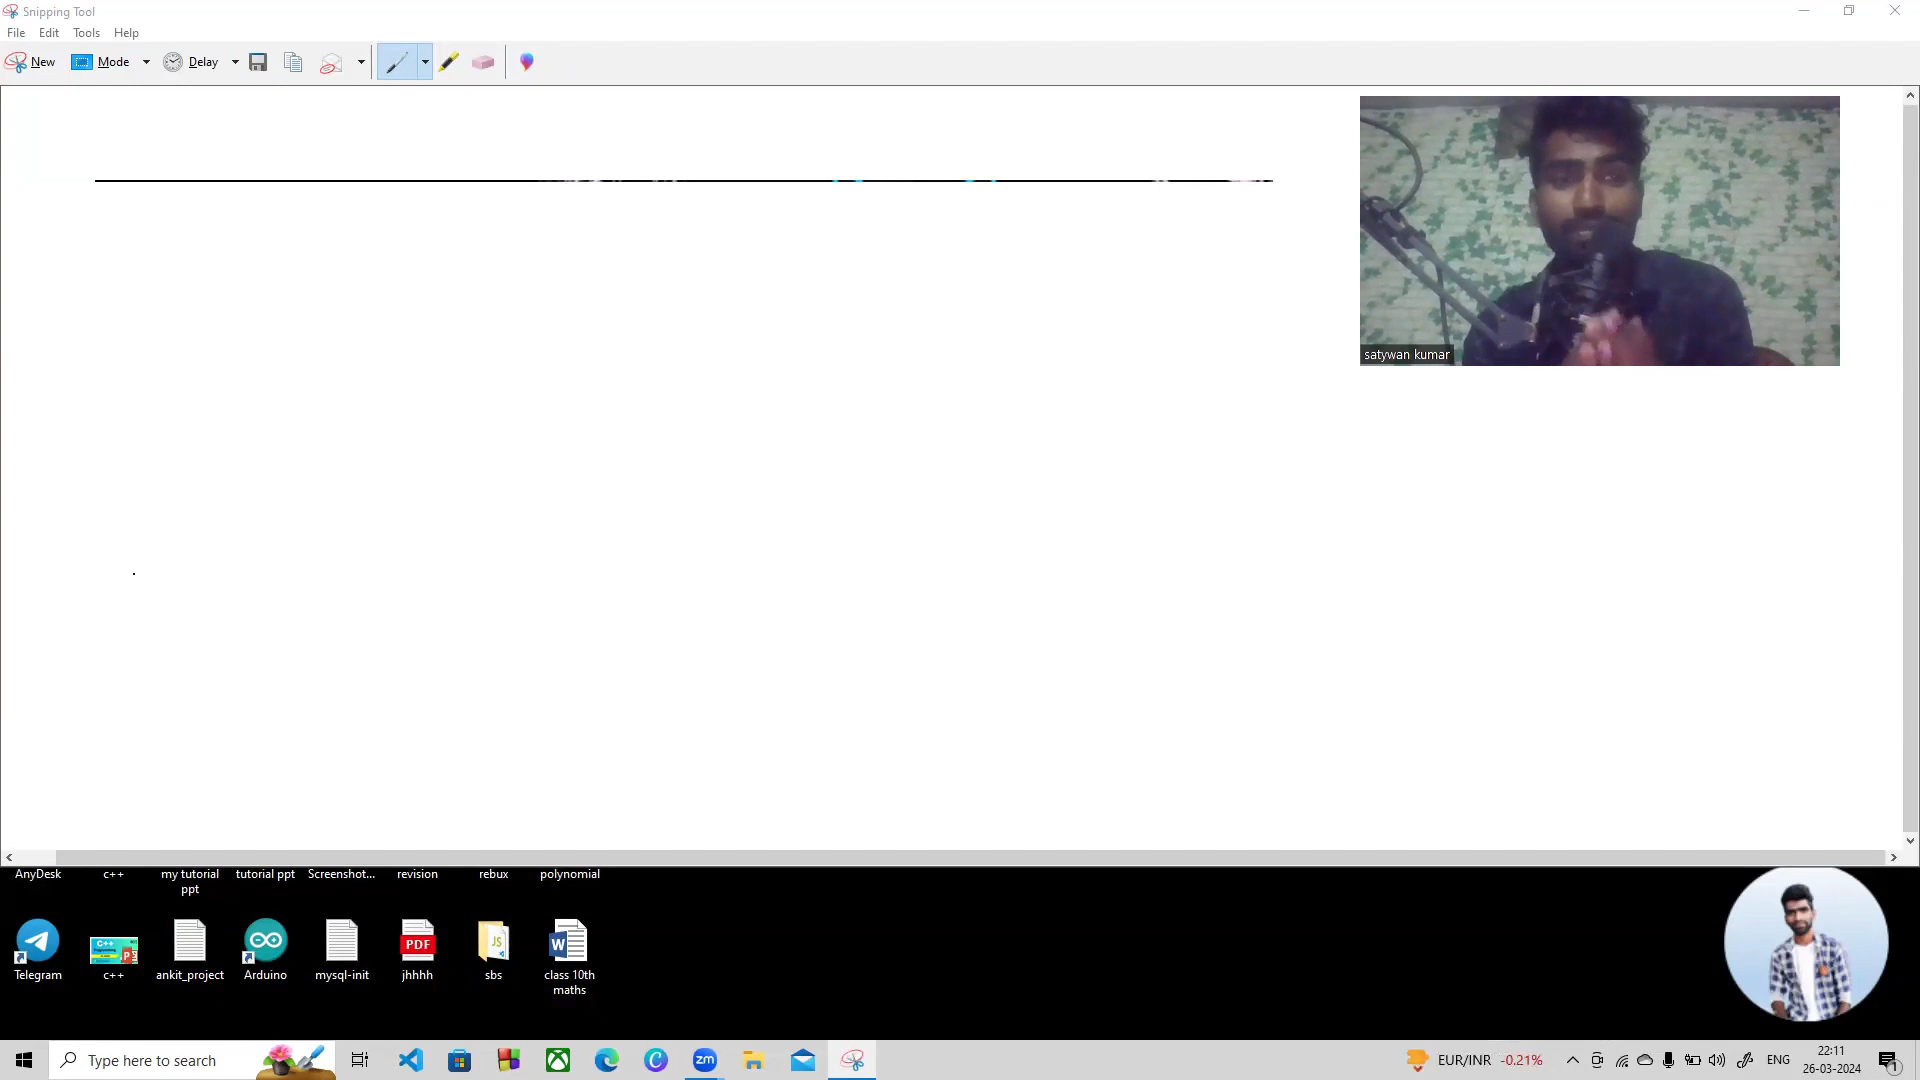 Snipping Tool
File Edit Tools Help
New Mode Delay
satywan kumar
AnyDesk c++ my tutorial ppt tutorial ppt Screenshot... revision rebux polynomial
C++
PDF
JS
W
Telegram c++ ankit_project Arduino mysql-init jhhhh sbs class 10th maths
Type here to search
zm
EUR/INR -0.21%
ENG
22:11
26-03-2024
1